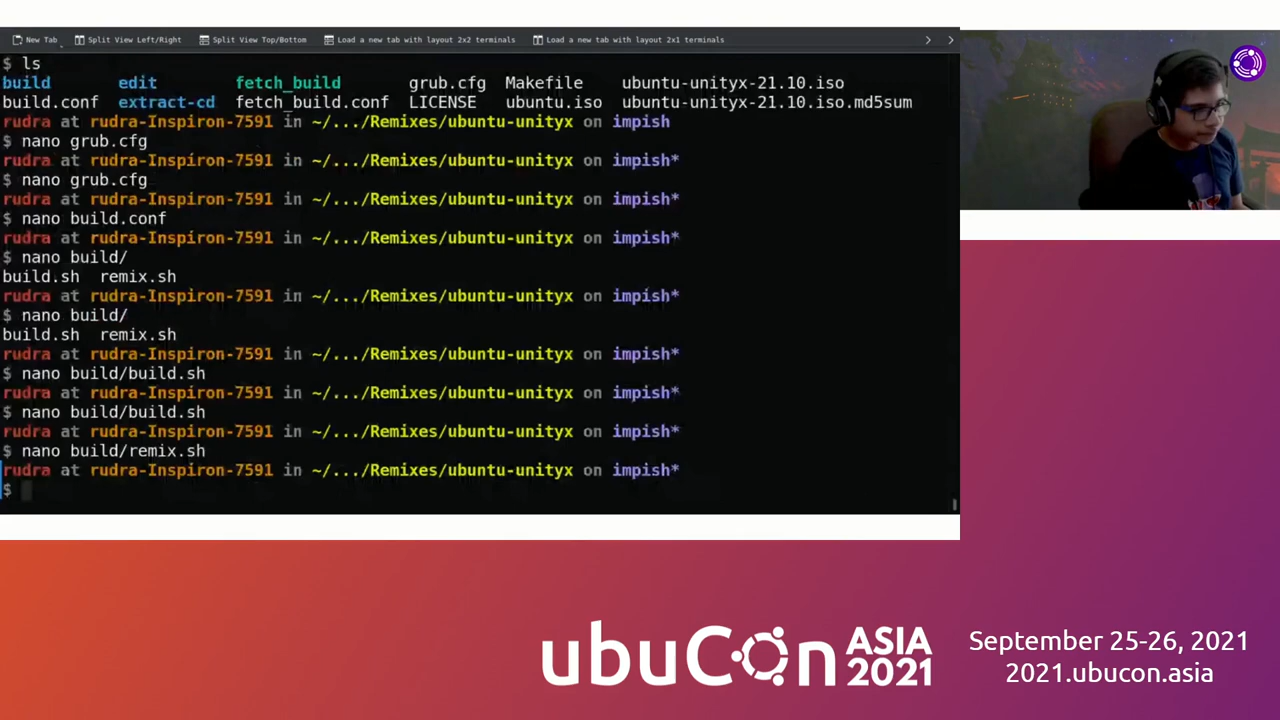 New Tab Split View Left/Right Split View Top/Bottom Load a new tab with layout 2x2 terminals Load a new tab with layout 2x1 terminals
$ ls
build edit fetch_build grub.cfg Makefile ubuntu-unityx-21.10.iso
build.conf extract-cd fetch_build.conf LICENSE ubuntu.iso ubuntu-unityx-21.10.iso.md5sum
rudra at rudra-Inspiron-7591 in ~/.../Remixes/ubuntu-unityx on impish
$ nano grub.cfg
rudra at rudra-Inspiron-7591 in ~/.../Remixes/ubuntu-unityx on impish*
$ nano grub.cfg
rudra at rudra-Inspiron-7591 in ~/.../Remixes/ubuntu-unityx on impish*
$ nano build.conf
rudra at rudra-Inspiron-7591 in ~/.../Remixes/ubuntu-unityx on impish*
$ nano build/
build.sh remix.sh
rudra at rudra-Inspiron-7591 in ~/.../Remixes/ubuntu-unityx on impish*
$ nano build/
build.sh remix.sh
rudra at rudra-Inspiron-7591 in ~/.../Remixes/ubuntu-unityx on impish*
$ nano build/build.sh
rudra at rudra-Inspiron-7591 in ~/.../Remixes/ubuntu-unityx on impish*
$ nano build/build.sh
rudra at rudra-Inspiron-7591 in ~/.../Remixes/ubuntu-unityx on impish*
$ nano build/remix.sh
rudra at rudra-Inspiron-7591 in ~/.../Remixes/ubuntu-unityx on impish*
$
ubuCon ASIA 2021
September 25-26, 2021
2021.ubucon.asia